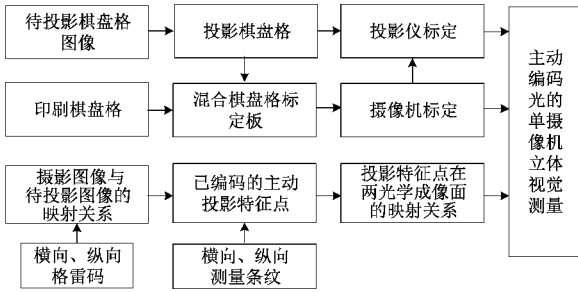 待投影棋盘格
图像
投影棋盘格
投影仪标定
印刷棋盘格
混合棋盘格标
定板
摄像机标定
摄影图像与
待投影图像的
映射关系
已编码的主动
投影特征点
投影特征点在
两光学成像面
的映射关系
横向、纵向
格雷码
横向、纵向
测量条纹
主动
编码
光的
单摄
像机
立体
视觉
测量